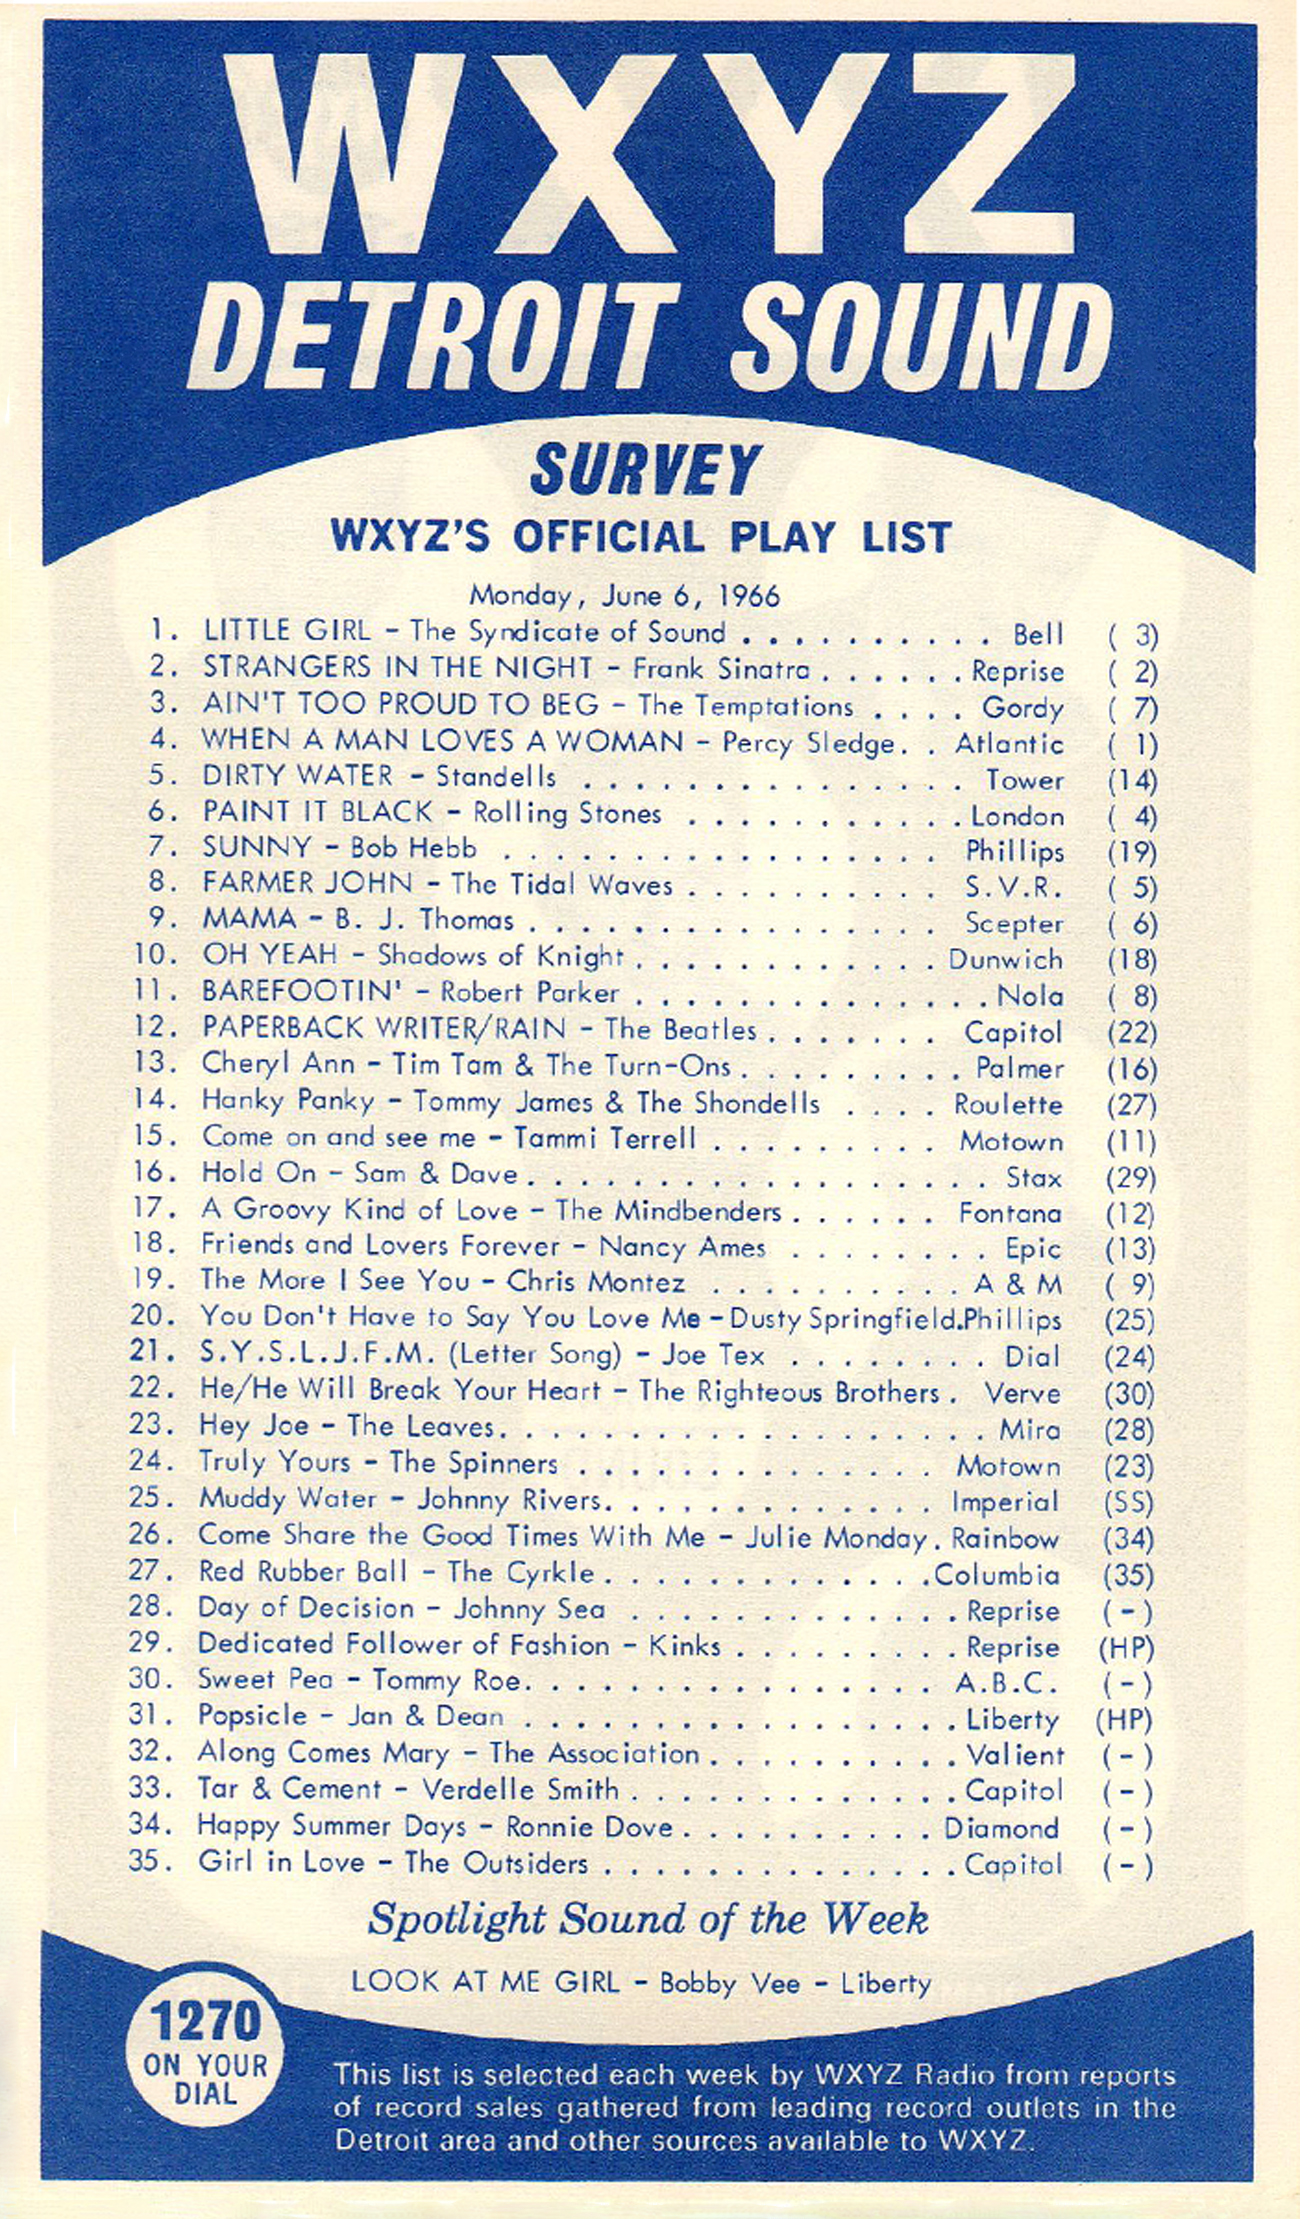 WXYZ
DETROIT SOUND
SURVEY
WXYZ'S OFFICIAL PLAY LIST
Monday, June 6, 1966
1. LITTLE GIRL - The Syndicate of Sound . . . . . . . . . . Bell ( 3)
2. STRANGERS IN THE NIGHT - Frank Sinatra . . . . . . Reprise ( 2)
3. AIN'T TOO PROUD TO BEG - The Temptations . . . . Gordy ( 7)
4. WHEN A MAN LOVES A WOMAN - Percy Sledge. . Atlantic ( 1)
5. DIRTY WATER - Standells . . . . . . . . . . . . . . . Tower (14)
6. PAINT IT BLACK - Rolling Stones . . . . . . . . . . . London ( 4)
7. SUNNY - Bob Hebb . . . . . . . . . . . . . . . . . Phillips (19)
8. FARMER JOHN - The Tidal Waves . . . . . . . . . . S.V.R. ( 5)
9. MAMA - B. J. Thomas . . . . . . . . . . . . . . . . Scepter ( 6)
10. OH YEAH - Shadows of Knight . . . . . . . . . . . . Dunwich (18)
11. BAREFOOTIN' - Robert Parker . . . . . . . . . . . . . . Nola ( 8)
12. PAPERBACK WRITER/RAIN - The Beatles . . . . . . . Capitol (22)
13. Cheryl Ann - Tim Tam & The Turn-Ons . . . . . . . . . Palmer (16)
14. Hanky Panky - Tommy James & The Shondells . . . . Roulette (27)
15. Come on and see me - Tammi Terrell . . . . . . . . . Motown (11)
16. Hold On - Sam & Dave . . . . . . . . . . . . . . . . . . Stax (29)
17. A Groovy Kind of Love - The Mindbenders . . . . . . Fontana (12)
18. Friends and Lovers Forever - Nancy Ames . . . . . . . . Epic (13)
19. The More I See You - Chris Montez . . . . . . . . . . A & M ( 9)
20. You Don't Have to Say You Love Me - Dusty Springfield.Phillips (25)
21. S.Y.S.L.J.F.M. (Letter Song) - Joe Tex . . . . . . . . Dial (24)
22. He/He Will Break Your Heart - The Righteous Brothers . Verve (30)
23. Hey Joe - The Leaves. . . . . . . . . . . . . . . . . . . Mira (28)
24. Truly Yours - The Spinners . . . . . . . . . . . . . . Motown (23)
25. Muddy Water - Johnny Rivers. . . . . . . . . . . . . Imperial (SS)
26. Come Share the Good Times With Me - Julie Monday . Rainbow (34)
27. Red Rubber Ball - The Cyrkle . . . . . . . . . . . . .Columbia (35)
28. Day of Decision - Johnny Sea . . . . . . . . . . . . . Reprise ( - )
29. Dedicated Follower of Fashion - Kinks . . . . . . . . . Reprise (HP)
30. Sweet Pea - Tommy Roe. . . . . . . . . . . . . . . . A.B.C. ( - )
31. Popsicle - Jan & Dean . . . . . . . . . . . . . . . . . Liberty (HP)
32. Along Comes Mary - The Association . . . . . . . . . . Valient ( - )
33. Tar & Cement - Verdelle Smith . . . . . . . . . . . . . Capitol ( - )
34. Happy Summer Days - Ronnie Dove . . . . . . . . . . Diamond ( - )
35. Girl in Love - The Outsiders . . . . . . . . . . . . . . Capitol ( - )
Spotlight Sound of the Week
LOOK AT ME GIRL - Bobby Vee - Liberty
1270
ON YOUR
DIAL
This list is selected each week by WXYZ Radio from reports
of record sales gathered from leading record outlets in the
Detroit area and other sources available to WXYZ.